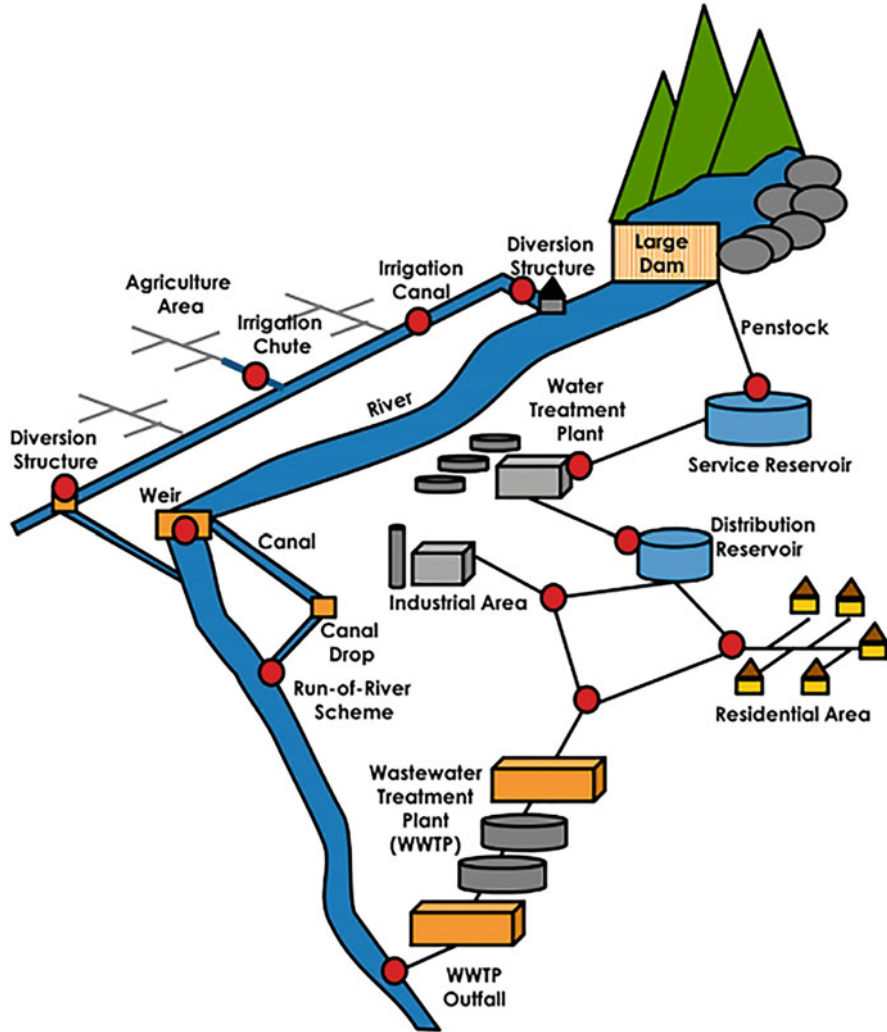 Large
Dam
Diversion
Structure
Irrigation
Canal
Agriculture
Area
Irrigation
Chute
Penstock
River
Water
Treatment
Plant
Service Reservoir
Diversion
Structure
Weir
Canal
Distribution
Reservoir
Industrial Area
Canal
Drop
Run-of-River
Scheme
Residential Area
Wastewater
Treatment
Plant
(WWTP)
WWTP
Outfall